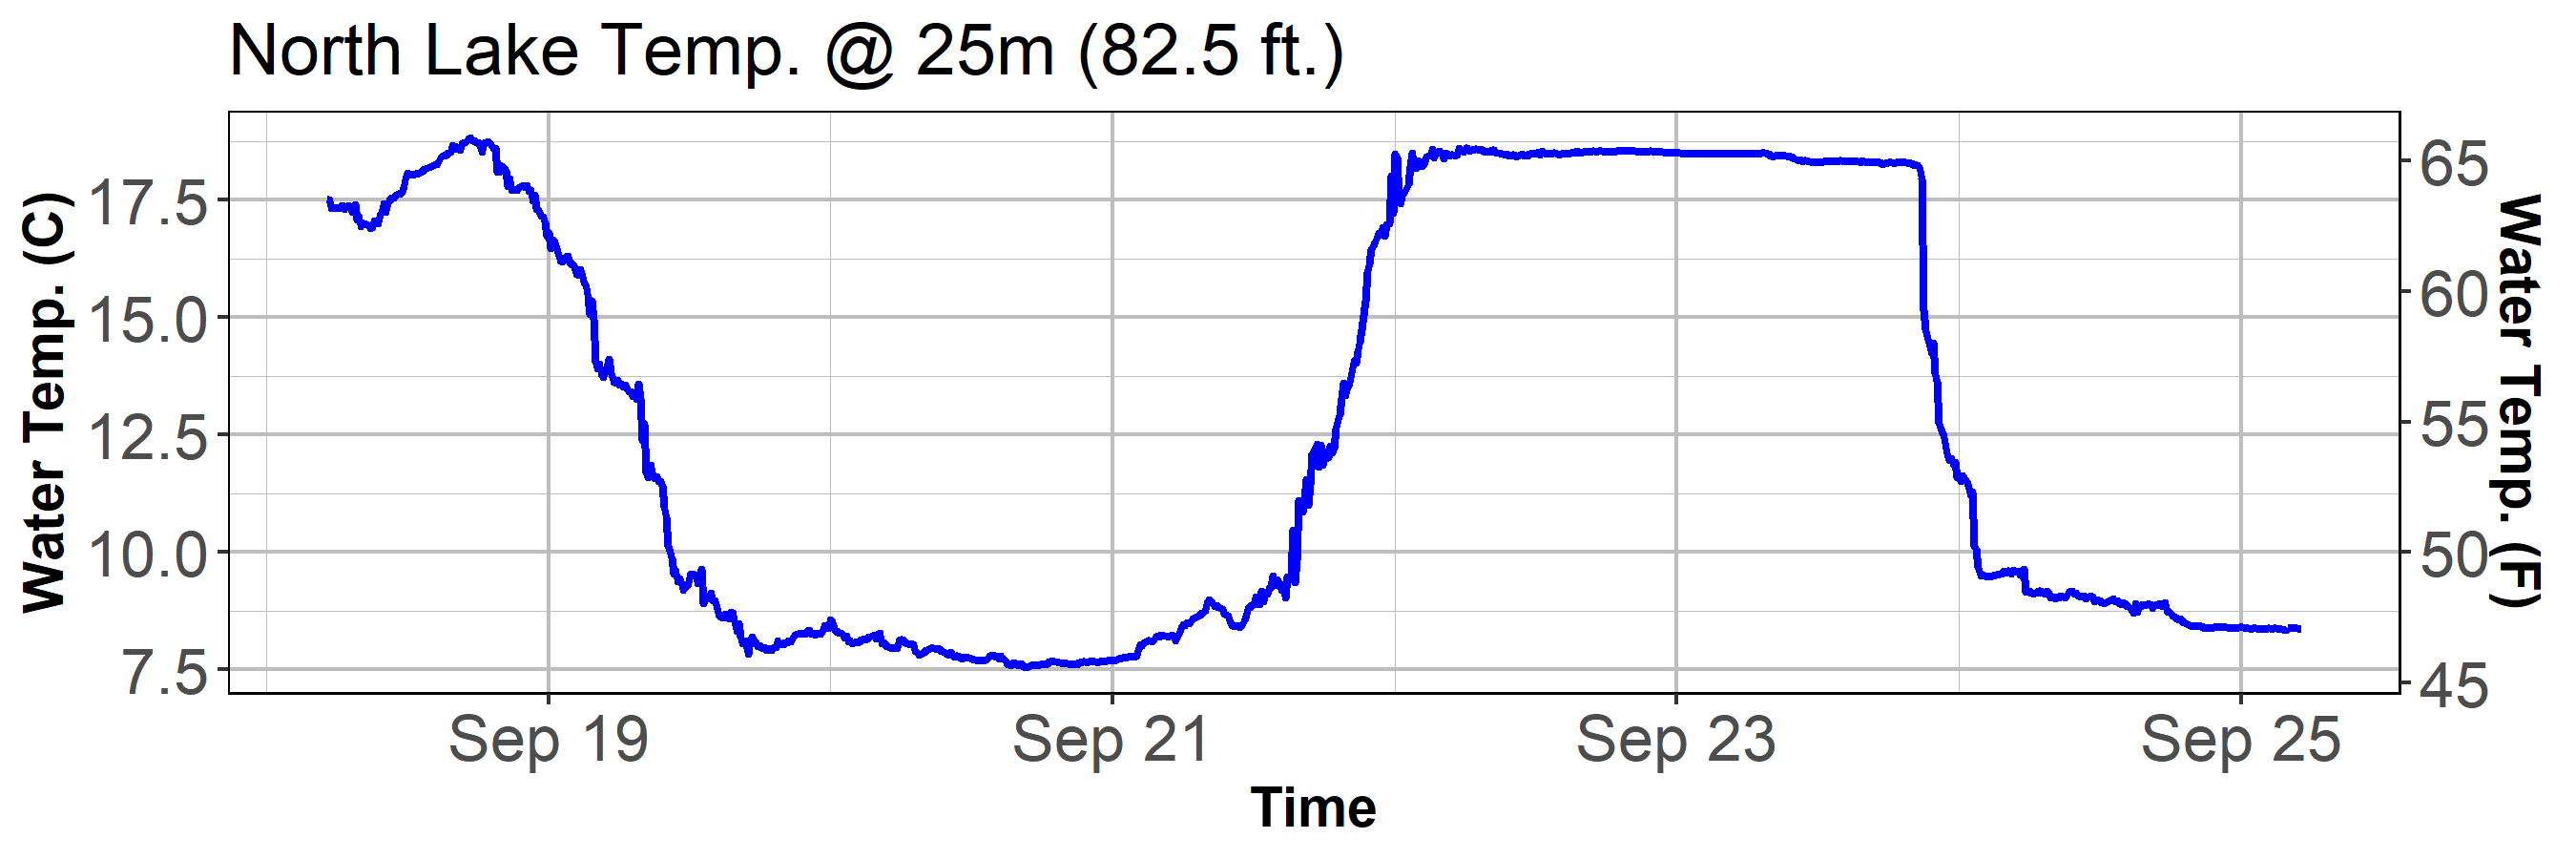 North Lake Temp. @ 25m (82.5 ft.)
Water Temp. (C)
17.5
15.0
12.5
10.0
7.5
65
60
55
50
45
Water Temp. (F)
Sep 19
Sep 21
Sep 23
Sep 25
Time